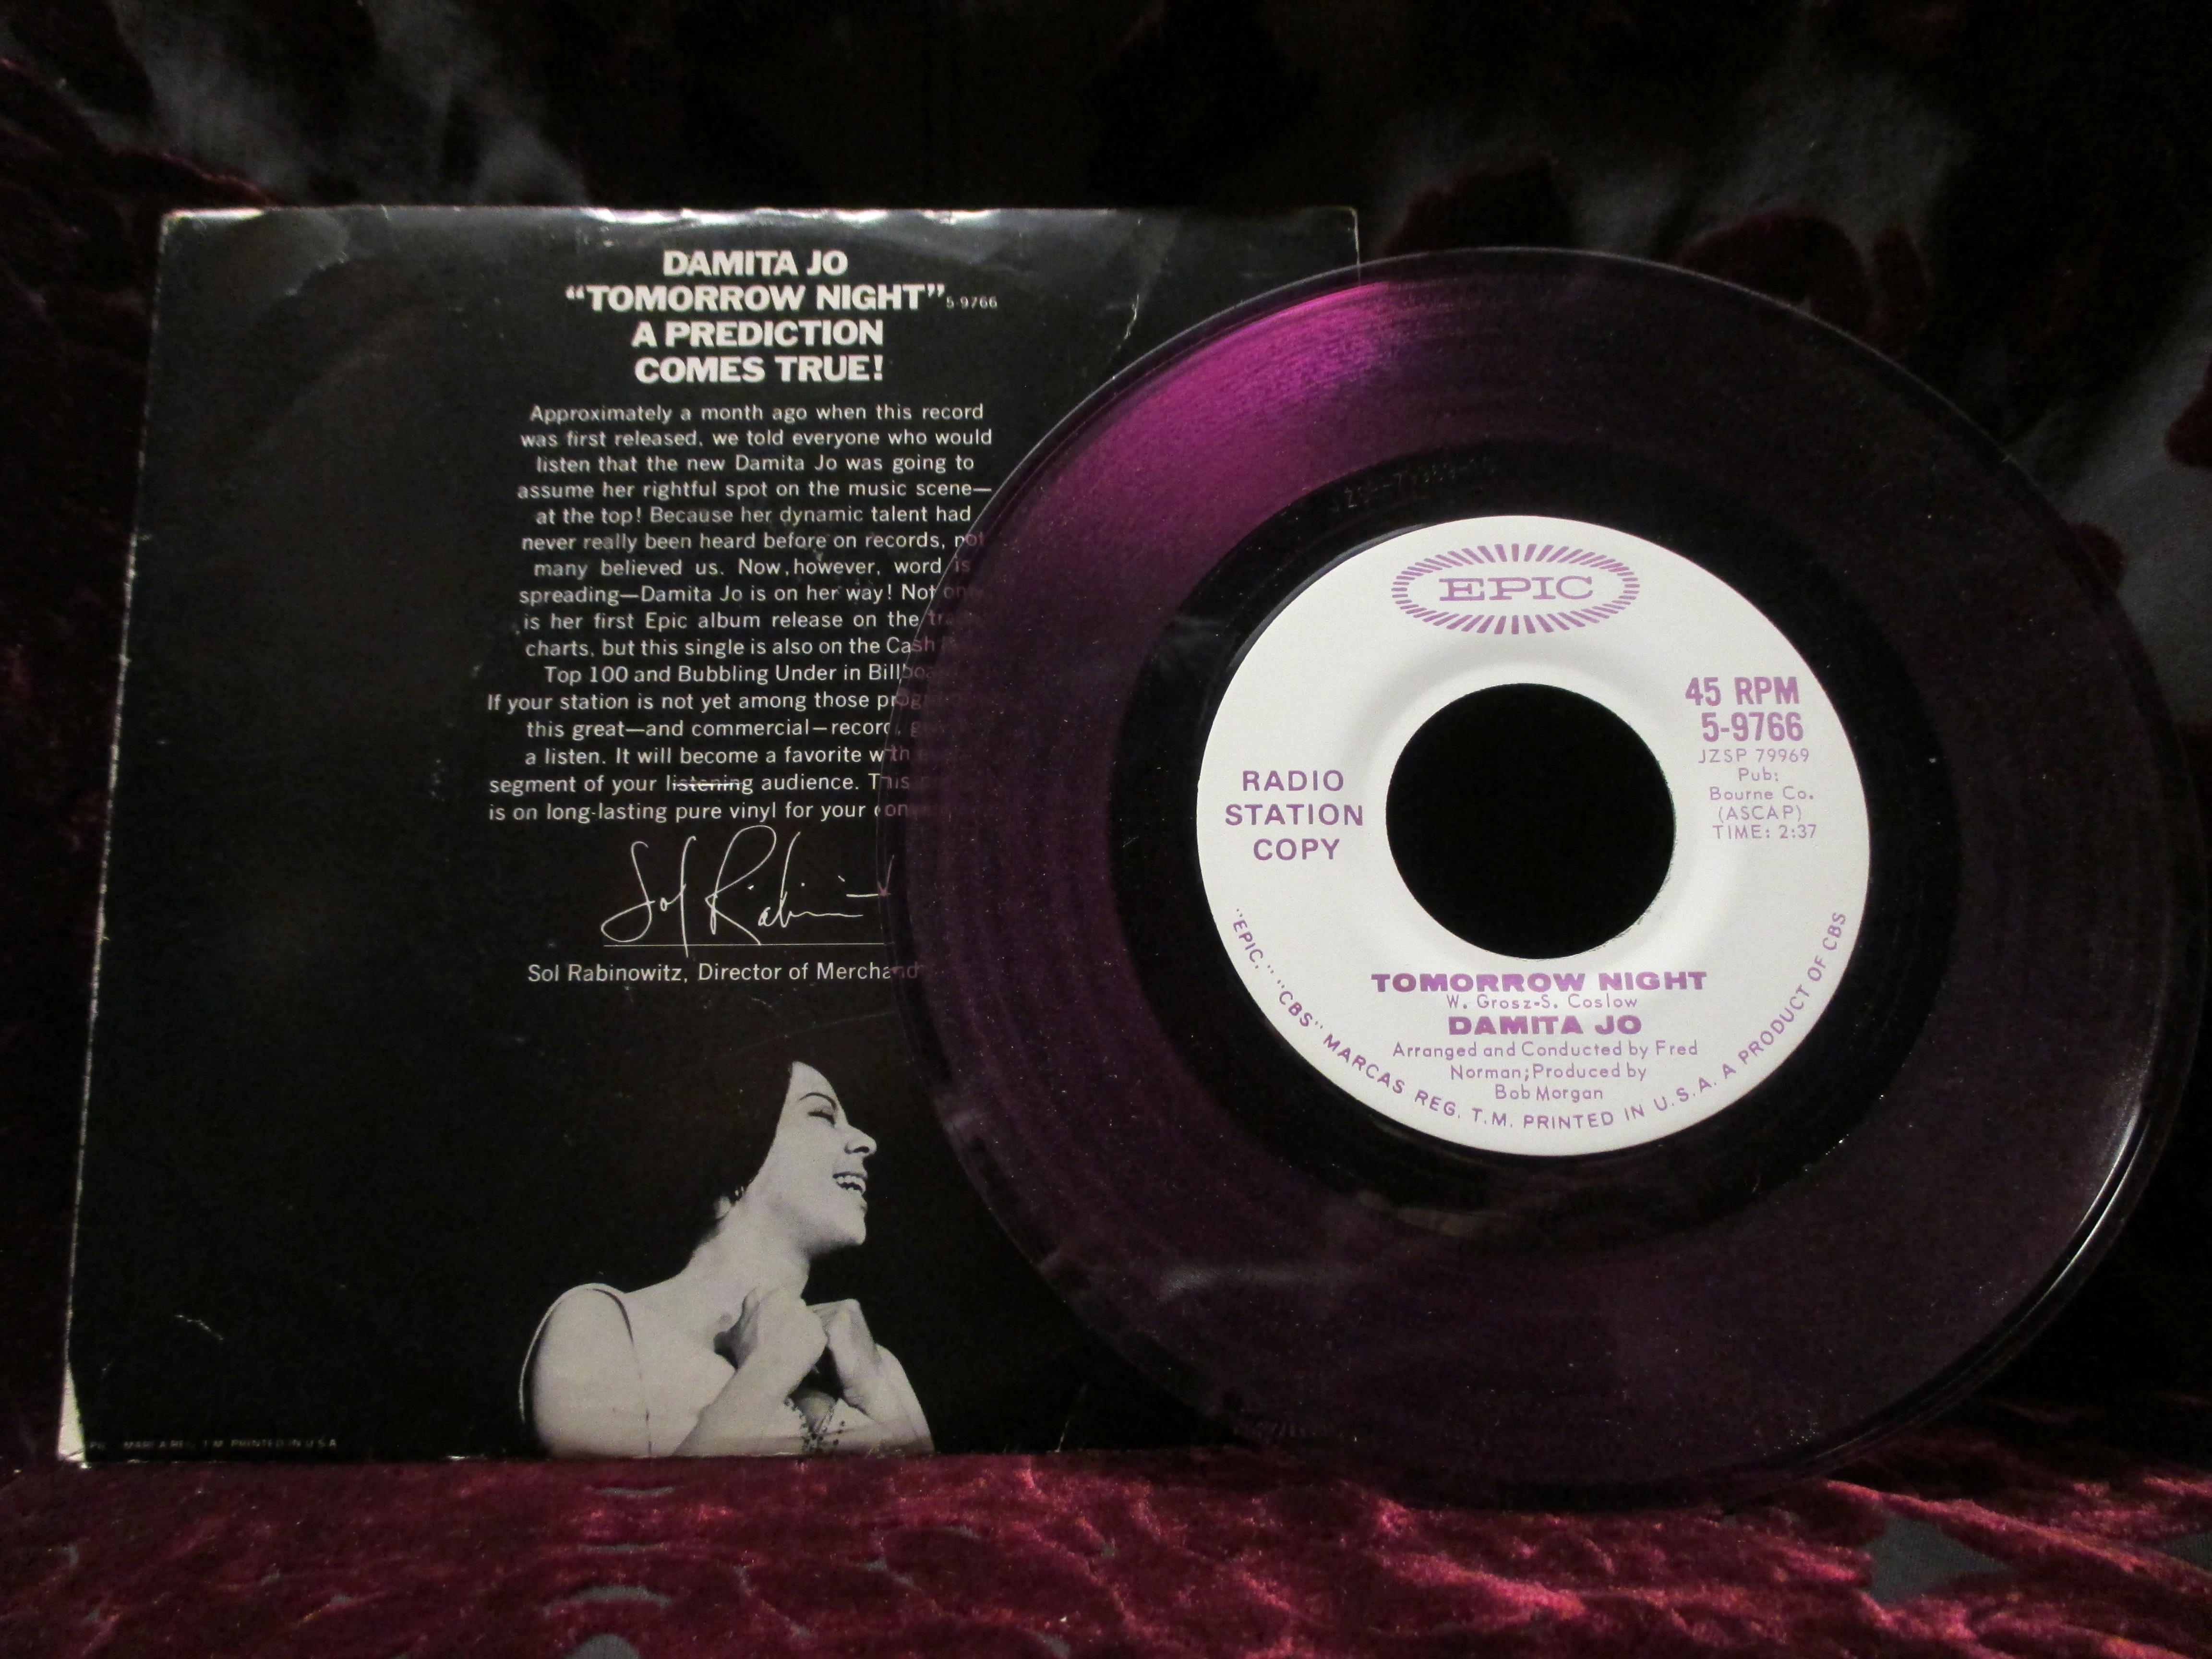 DAMITA JO
“TOMORROW NIGHT” 5-9766
A PREDICTION
COMES TRUE!
Approximately a month ago when this record
was first released, we told everyone who would
listen that the new Damita Jo was going to
assume her rightful spot on the music scene—
at the top! Because her dynamic talent had
never really been heard before on records, not
many believed us. Now, however, word is
spreading—Damita Jo is on her way! Not
is her first Epic album release on the
charts, but this single is also on the Cash
Top 100 and Bubbling Under in
If your station is not yet among those
this great—and commercial—record,
a listen. It will become a favorite with
segment of your listening audience. This
is on long-lasting pure vinyl for your
Sol
Sol Rabinowitz, Director of
MARCA REG. T.M. PRINTED IN U.S.A.
EPIC
45 RPM
5-9766
JZSP 79969
Pub:
Bourne Co.
(ASCAP)
TIME: 2:37
RADIO
STATION
COPY
TOMORROW NIGHT
W. Grosz-S. Coslow
DAMITA JO
Arranged and Conducted by Fred
Norman; Produced by
Bob Morgan
"EPIC," "CBS" MARCAS REG. T.M. PRINTED IN U.S.A. A PRODUCT OF CBS